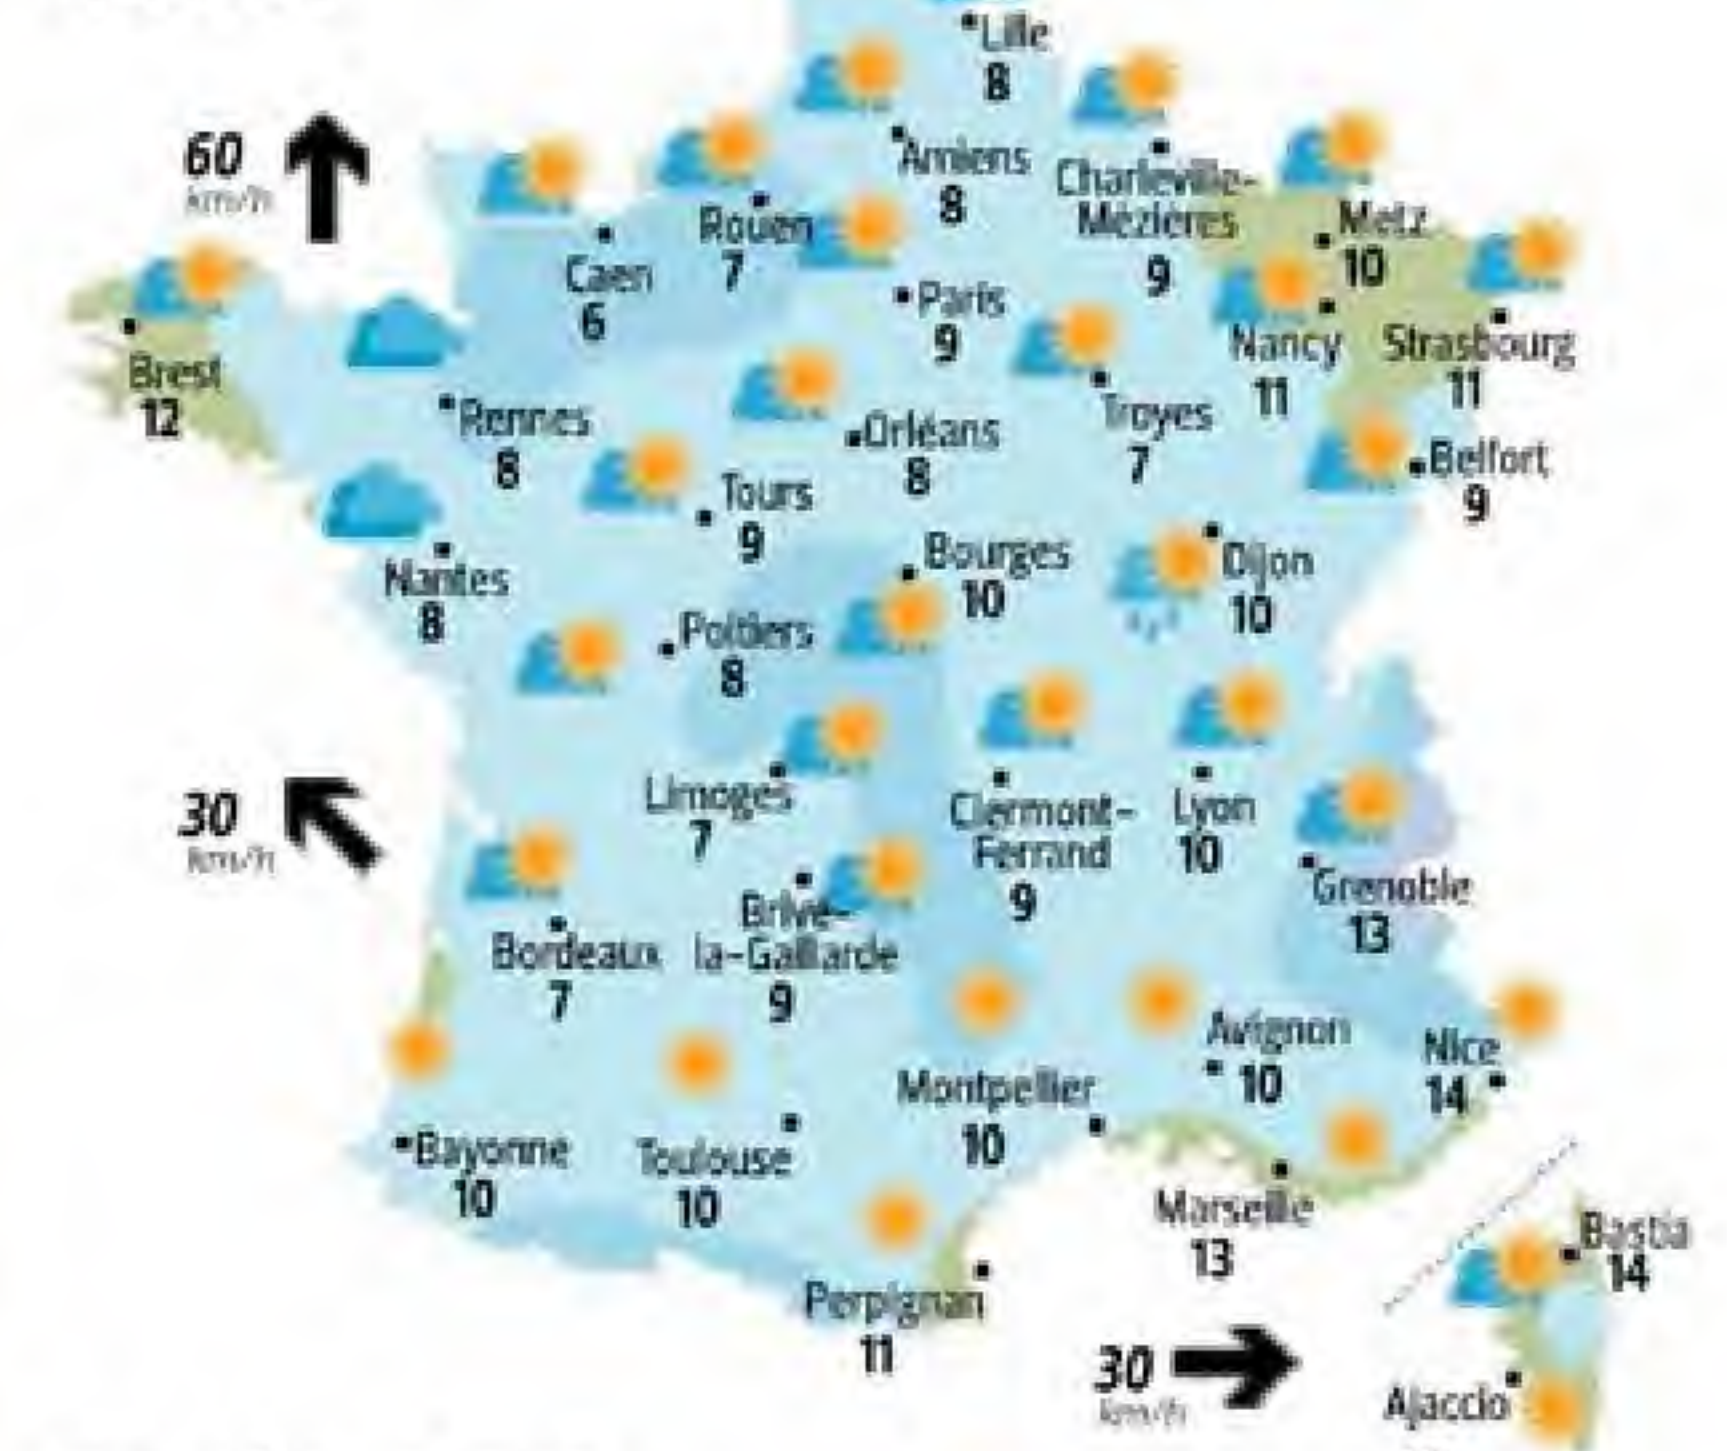 Lille
8
60
km/h
Amiens
8
Charleville-
Mézières
9
Metz
10
Rouen
7
Caen
6
Paris
9
Nancy
11
Strasbourg
11
Brest
12
Rennes
8
Orléans
8
Troyes
7
Belfort
9
Tours
9
Nantes
8
Bourges
10
Dijon
10
Poitiers
8
Limoges
7
Clermont-
Ferrand
9
Lyon
10
30
km/h
Grenoble
13
Bordeaux
7
Brive-
la-Gaillarde
9
Avignon
10
Nice
14
Montpellier
10
Bayonne
10
Toulouse
10
Marseille
13
Perpignan
11
Bastia
14
30
km/h
Ajaccio